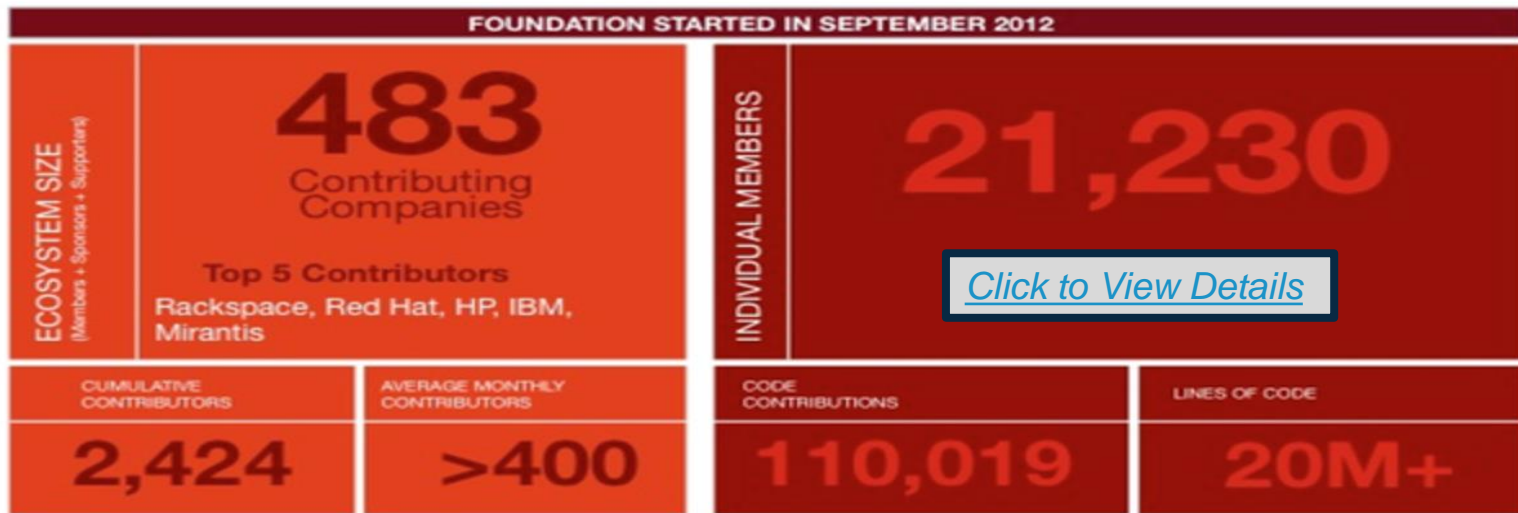 FOUNDATION STARTED IN SEPTEMBER 2012
ECOSYSTEM SIZE
(Members + Sponsors + Supporters)
483
Contributing
Companies
Top 5 Contributors
Rackspace, Red Hat, HP, IBM,
Mirantis
INDIVIDUAL MEMBERS
21,230
Click to View Details
CUMULATIVE
CONTRIBUTORS
2,424
AVERAGE MONTHLY
CONTRIBUTORS
>400
CODE
CONTRIBUTIONS
110,019
LINES OF CODE
20M+